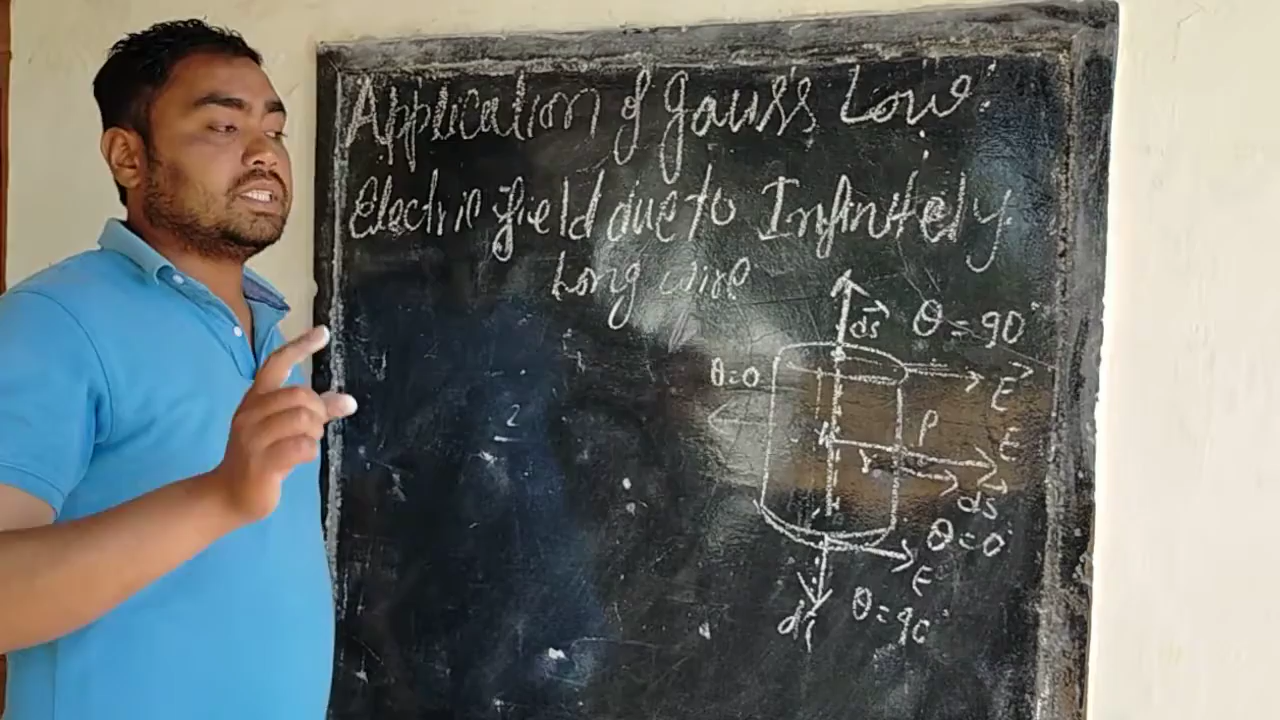 Application of Gauss's Law:
Electric field due to Infinitely
Long wire
ds θ = 90°
θ=0
E
P E
r
ds
θ=0°
E
θ=90°